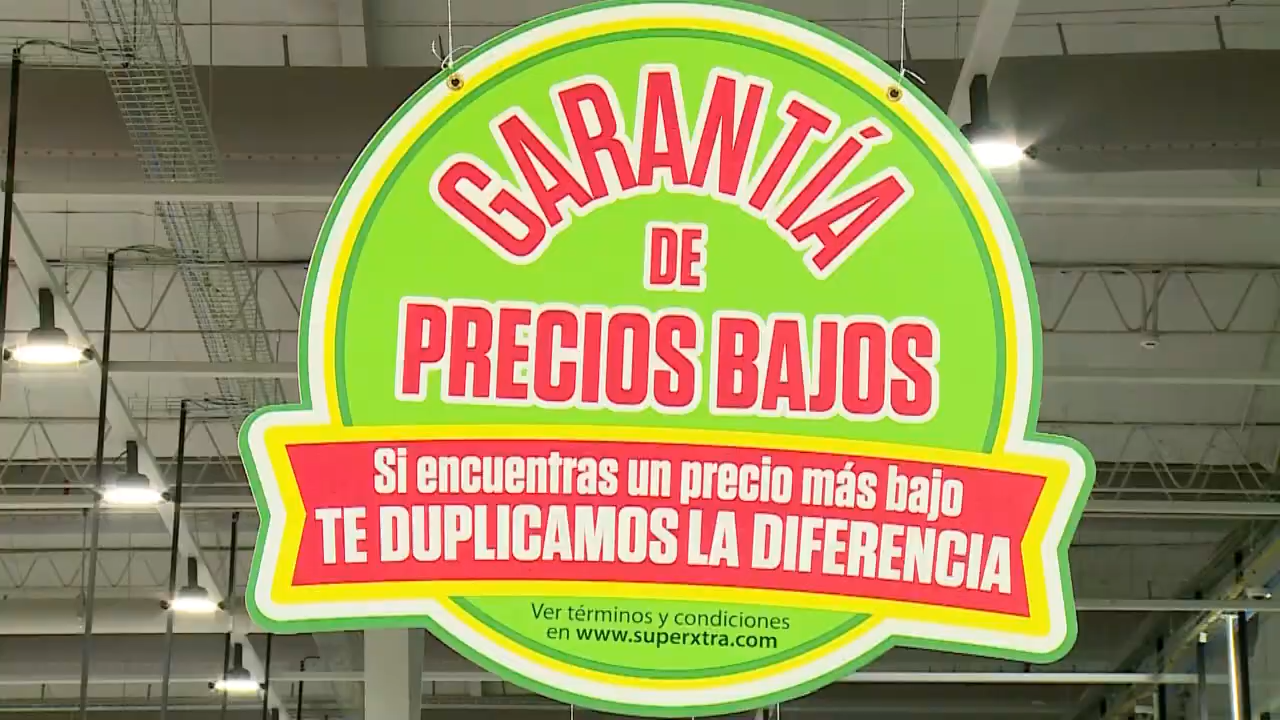 GARANTÍA
DE
PRECIOS BAJOS
Si encuentras un precio más bajo
TE DUPLICAMOS LA DIFERENCIA
Ver términos y condiciones
en www.superxtra.com